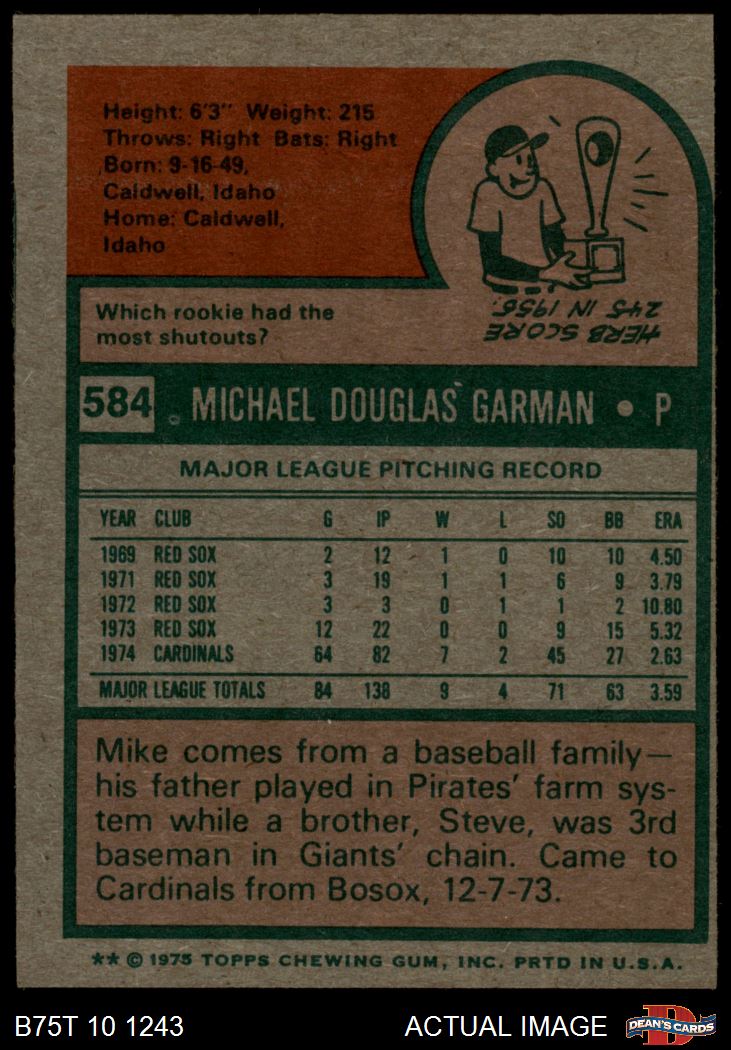 Height: 6'3" Weight: 215
Throws: Right Bats: Right
Born: 9-16-49,
Caldwell, Idaho
Home: Caldwell,
Idaho
Which rookie had the
most shutouts?
HERB SCORE
245 IN 1956.
584 MICHAEL DOUGLAS GARMAN • P
MAJOR LEAGUE PITCHING RECORD
YEAR CLUB G IP W L SO BB ERA
1969 RED SOX 2 12 1 0 10 10 4.50
1971 RED SOX 3 19 1 1 6 9 3.79
1972 RED SOX 3 3 0 1 1 2 10.80
1973 RED SOX 12 22 0 0 9 15 5.32
1974 CARDINALS 64 82 7 2 45 27 2.63
MAJOR LEAGUE TOTALS 84 138 9 4 71 63 3.59
Mike comes from a baseball family—
his father played in Pirates' farm sys-
tem while a brother, Steve, was 3rd
baseman in Giants' chain. Came to
Cardinals from Bosox, 12-7-73.
** © 1975 TOPPS CHEWING GUM, INC. PRTD IN U.S.A.
B75T 10 1243 ACTUAL IMAGE DEAN'S CARDS